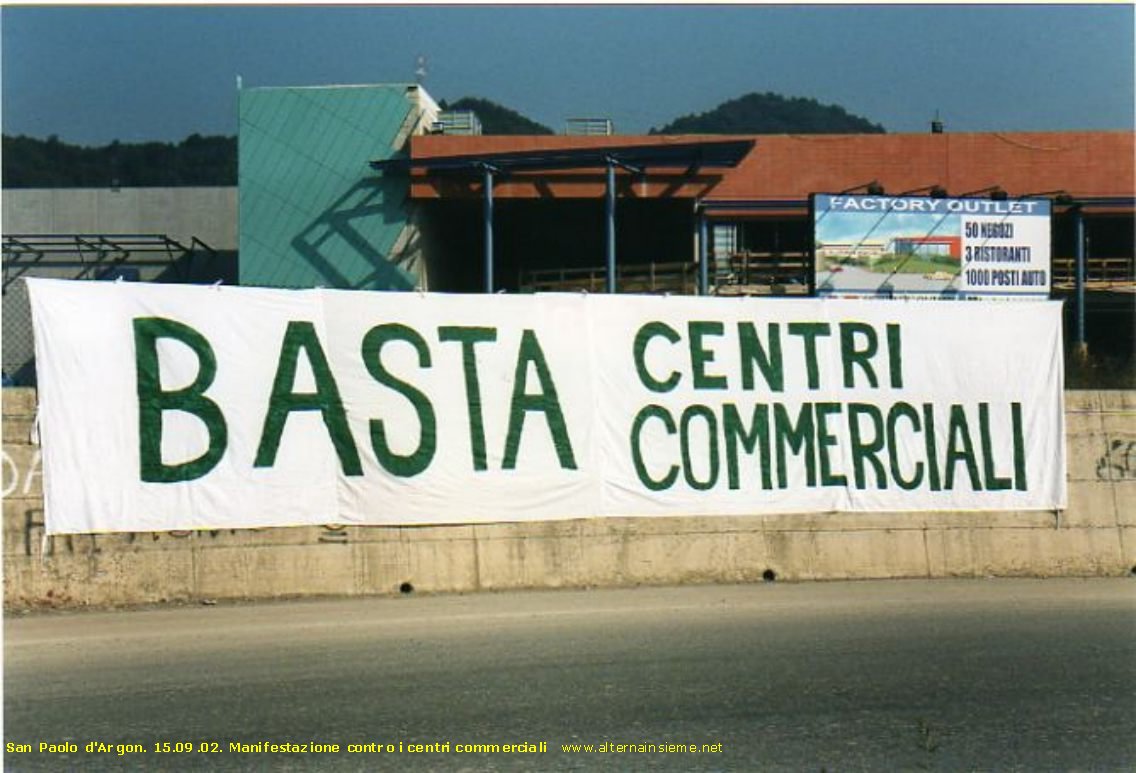 FACTORY OUTLET
50 NEGOZI
3 RISTORANTI
1000 POSTI AUTO
BASTA CENTRI
COMMERCIALI
San Paolo d'Argon. 15.09.02. Manifestazione contro i centri commerciali www.alternainsieme.net